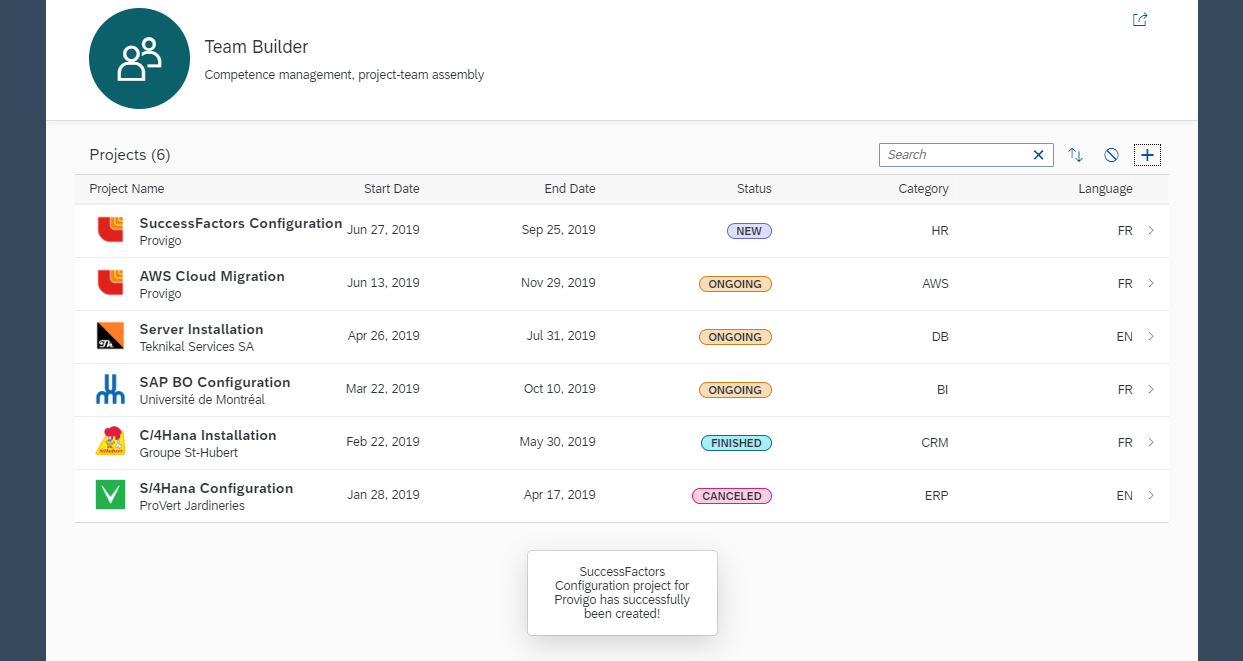 Team Builder
Competence management, project-team assembly
Projects (6)
Search
Project Name Start Date End Date Status Category Language
SuccessFactors Configuration Jun 27, 2019 Sep 25, 2019 NEW HR FR
Provigo
AWS Cloud Migration Jun 13, 2019 Nov 29, 2019 ONGOING AWS FR
Provigo
Server Installation Apr 26, 2019 Jul 31, 2019 ONGOING DB EN
Teknikal Services SA
Th
SAP BO Configuration Mar 22, 2019 Oct 10, 2019 ONGOING BI FR
Université de Montréal
C/4Hana Installation Feb 22, 2019 May 30, 2019 FINISHED CRM FR
Groupe St-Hubert
StHubert
S/4Hana Configuration Jan 28, 2019 Apr 17, 2019 CANCELED ERP EN
ProVert Jardineries
SuccessFactors
Configuration project for
Provigo has successfully
been created!